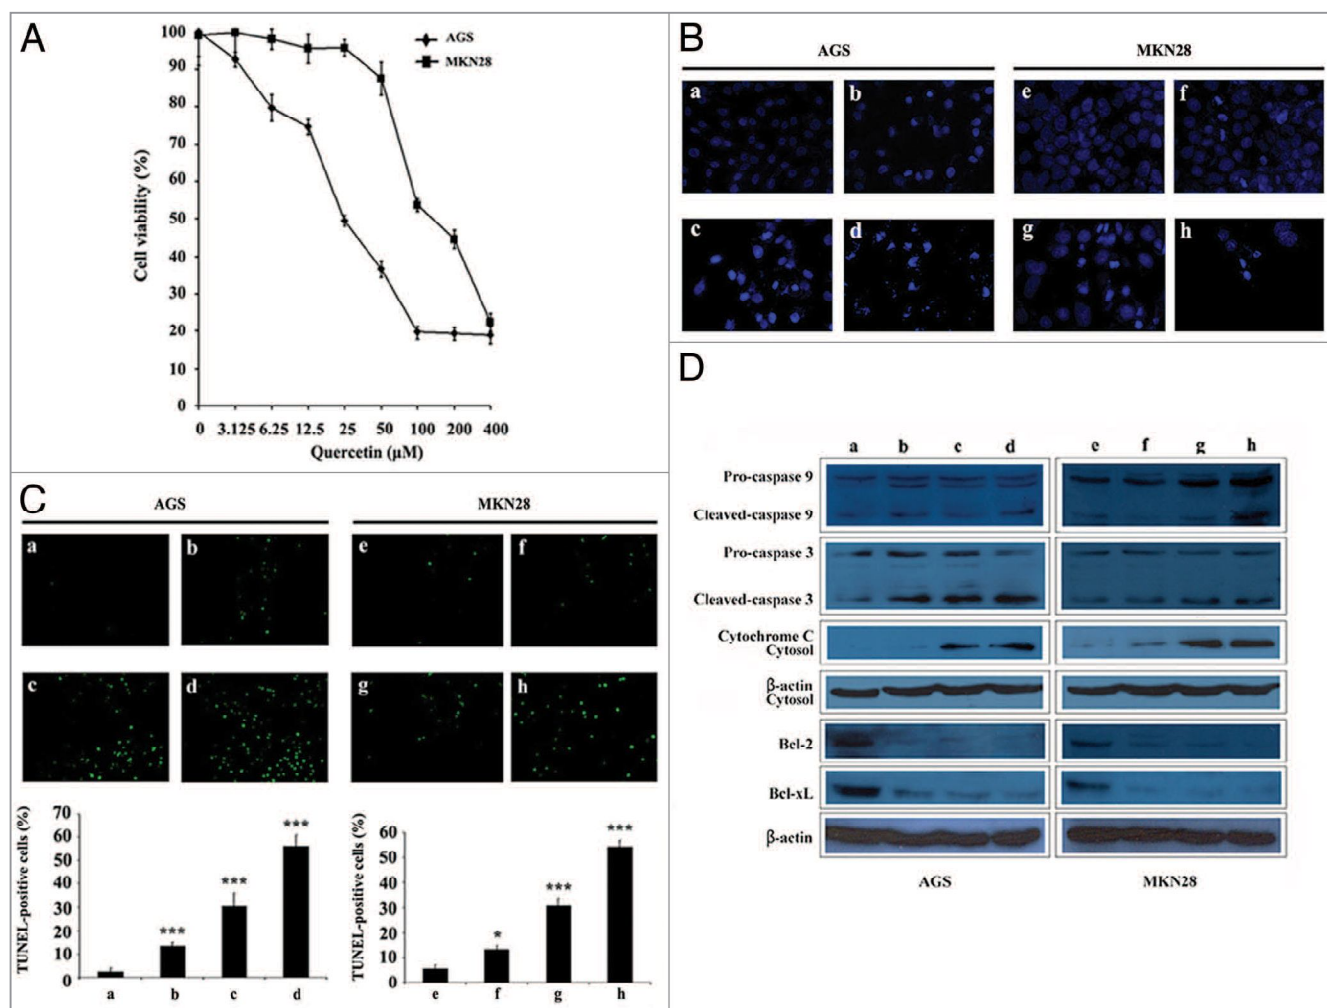 A
100
90
80
70
60
50
40
30
20
10
0
Cell viability (%)
0 3.125 6.25 12.5 25 50 100 200 400
Quercetin (μM)
AGS
MKN28
B
AGS MKN28
a b e f
c d g h
C
AGS MKN28
a b e f
c d g h
TUNEL-positive cells (%)
70
60
50
40
30
20
10
0
*** *** ***
a b c d
TUNEL-positive cells (%)
60
50
40
30
20
10
0
* *** ***
e f g h
D
a b c d e f g h
Pro-caspase 9
Cleaved-caspase 9
Pro-caspase 3
Cleaved-caspase 3
Cytochrome C
Cytosol
β-actin
Cytosol
Bcl-2
Bcl-xL
β-actin
AGS MKN28